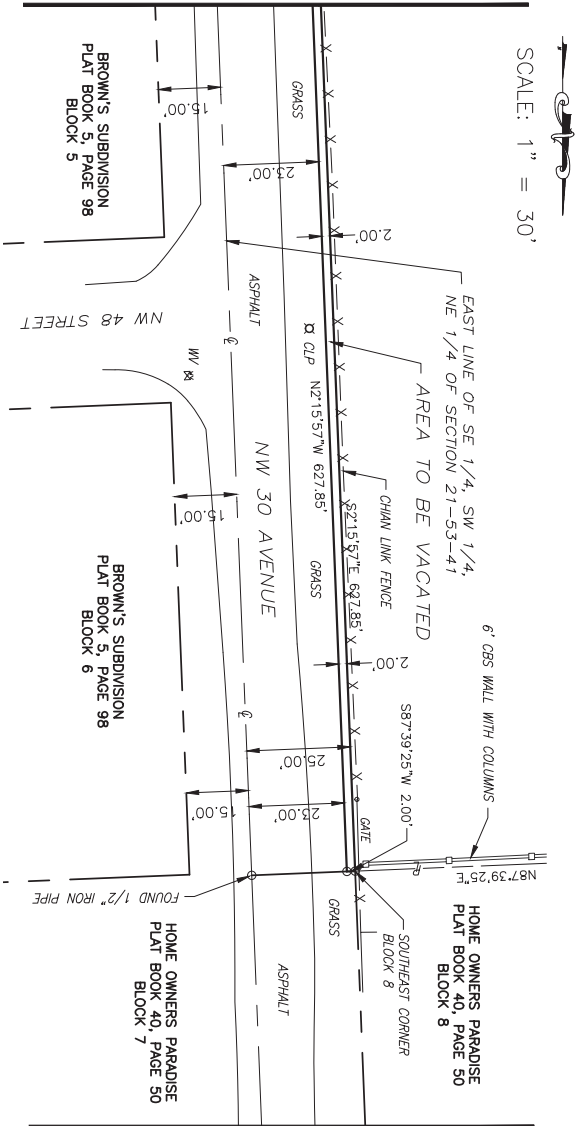 SCALE: 1" = 30'
BROWN'S SUBDIVISION
PLAT BOOK 5, PAGE 98
BLOCK 5
15.00'
GRASS
23.00'
2.00'
NW 48 STREET
ASPHALT
EAST LINE OF SE 1/4, SW 1/4,
NE 1/4 OF SECTION 21-53-41
AREA TO BE VACATED
WV
CLP
N2°15'57"W 627.85'
S2°15'57"E 627.85'
CHIAN LINK FENCE
NW 30 AVENUE
GRASS
15.00'
BROWN'S SUBDIVISION
PLAT BOOK 5, PAGE 98
BLOCK 6
2.00'
6' CBS WALL WITH COLUMNS
S87°39'25"W 2.00'
25.00'
23.00'
15.00'
GATE
N87°39'25"E
FOUND 1/2" IRON PIPE
GRASS
SOUTHEAST CORNER
BLOCK 8
ASPHALT
HOME OWNERS PARADISE
PLAT BOOK 40, PAGE 50
BLOCK 8
HOME OWNERS PARADISE
PLAT BOOK 40, PAGE 50
BLOCK 7